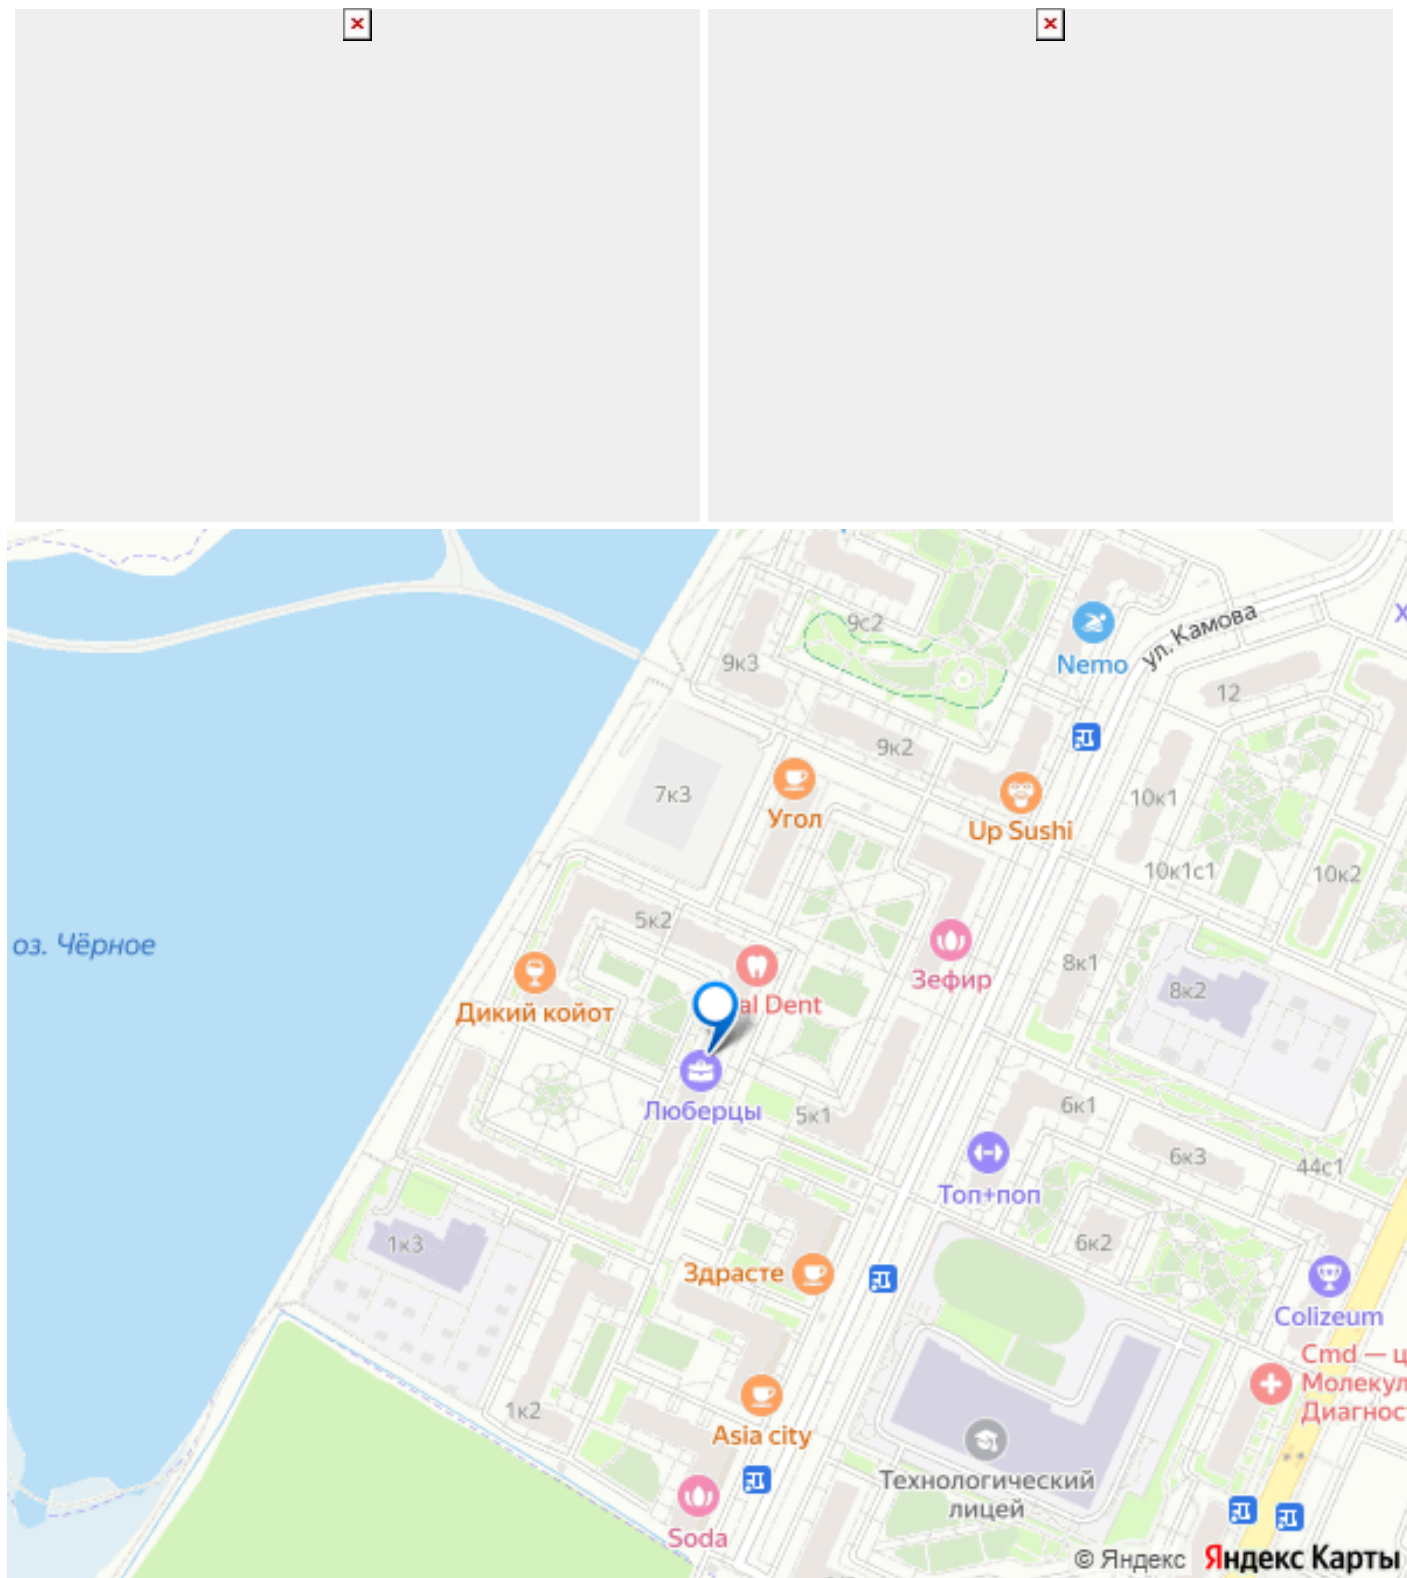 9с2
ул. Камова
9к3
Nemo
12
9к2
7к3
10к1
Угол
Up Sushi
10к1с1
10к2
5к2
оз. Чёрное
8к1
Зефир
8к2
al Dent
Дикий койот
Люберцы
5к1
6к1
6к3
44с1
Топ+поп
1к3
6к2
Здрасте
Colizeum
Cmd — ц
Молекул
Диагнос
1к2
Asia city
Технологический
лицей
Soda
© Яндекс Яндекс Карты